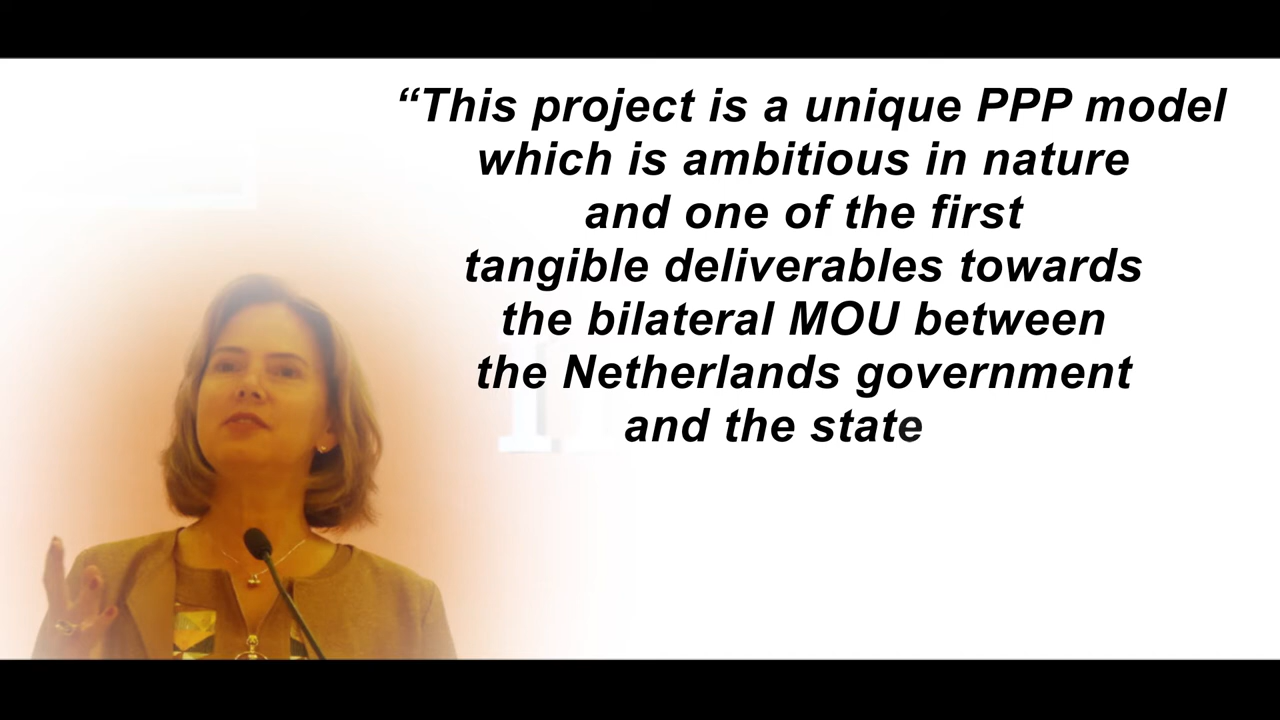 “This project is a unique PPP model
which is ambitious in nature
and one of the first
tangible deliverables towards
the bilateral MOU between
the Netherlands government
and the state